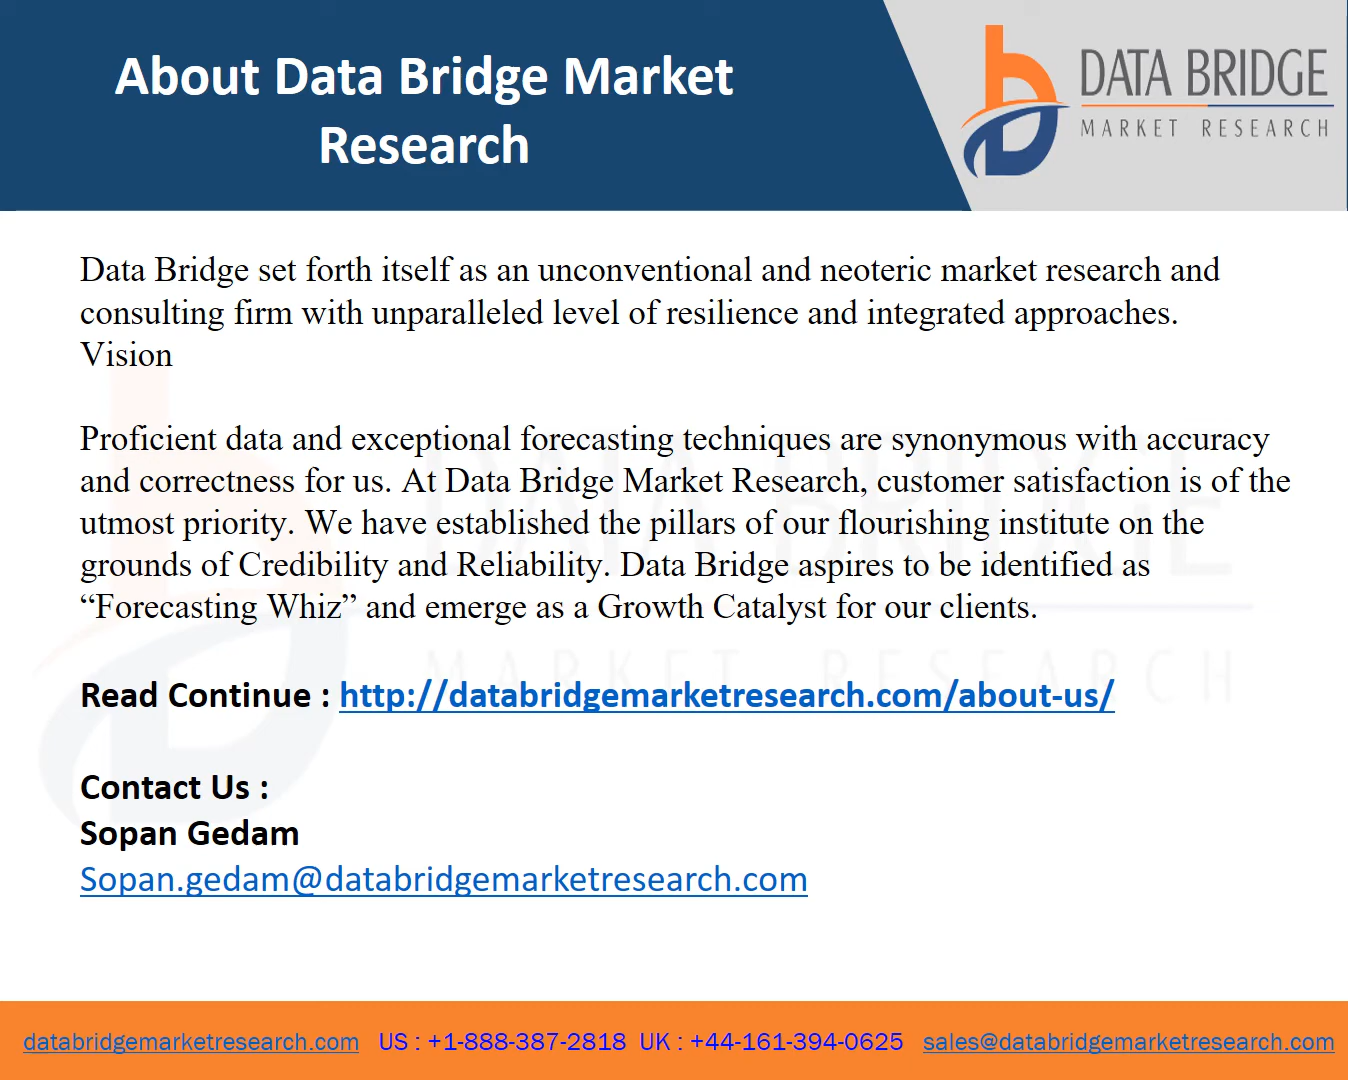 About Data Bridge Market
Research
DATA BRIDGE
MARKET RESEARCH
Data Bridge set forth itself as an unconventional and neoteric market research and
consulting firm with unparalleled level of resilience and integrated approaches.
Vision
Proficient data and exceptional forecasting techniques are synonymous with accuracy
and correctness for us. At Data Bridge Market Research, customer satisfaction is of the
utmost priority. We have established the pillars of our flourishing institute on the
grounds of Credibility and Reliability. Data Bridge aspires to be identified as
“Forecasting Whiz” and emerge as a Growth Catalyst for our clients.
DATA BRIDGE
MARKET RESEARCH
Read Continue : http://databridgemarketresearch.com/about-us/
Contact Us :
Sopan Gedam
Sopan.gedam@databridgemarketresearch.com
databridgemarketresearch.com US : +1-888-387-2818 UK : +44-161-394-0625 sales@databridgemarketresearch.com